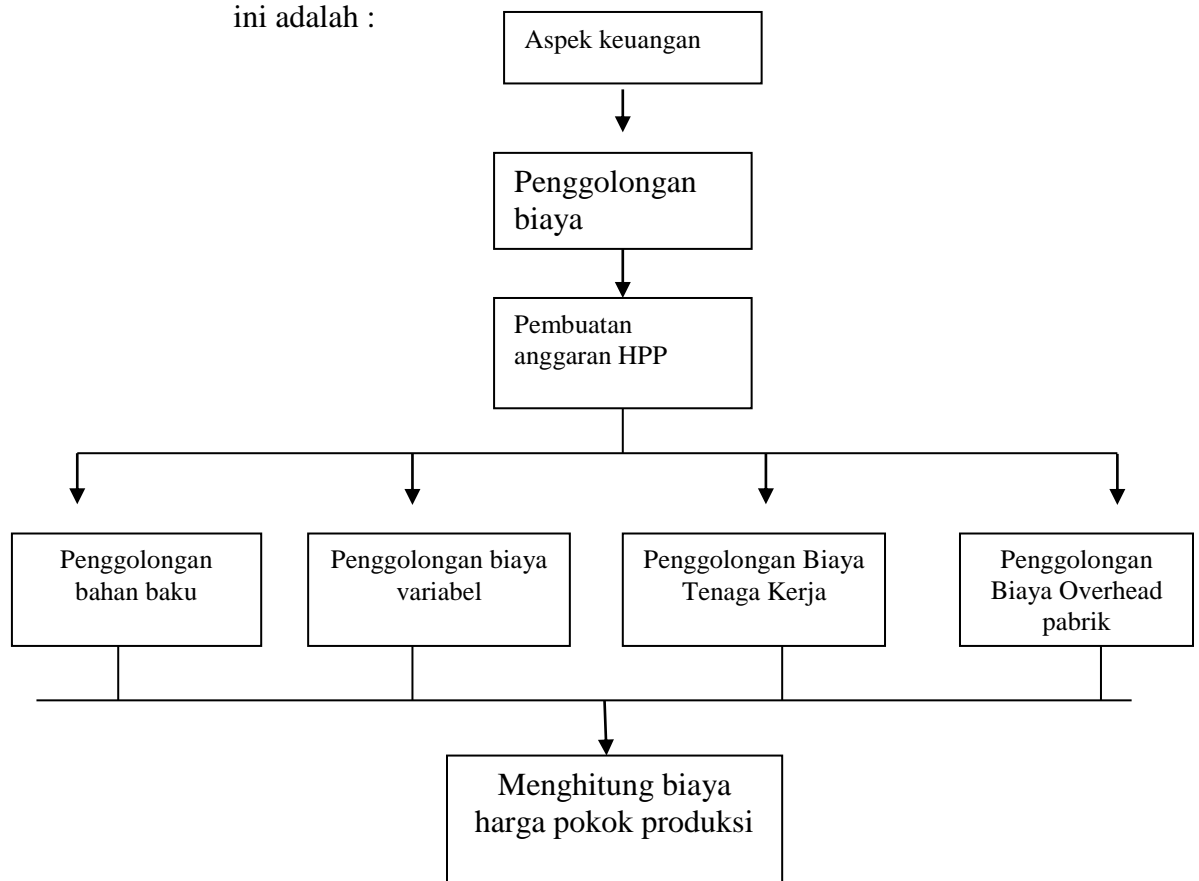 ini adalah :
Aspek keuangan
Penggolongan
biaya
Pembuatan
anggaran HPP
Penggolongan
bahan baku
Penggolongan biaya
variabel
Penggolongan Biaya
Tenaga Kerja
Penggolongan
Biaya Overhead
pabrik
Menghitung biaya
harga pokok produksi